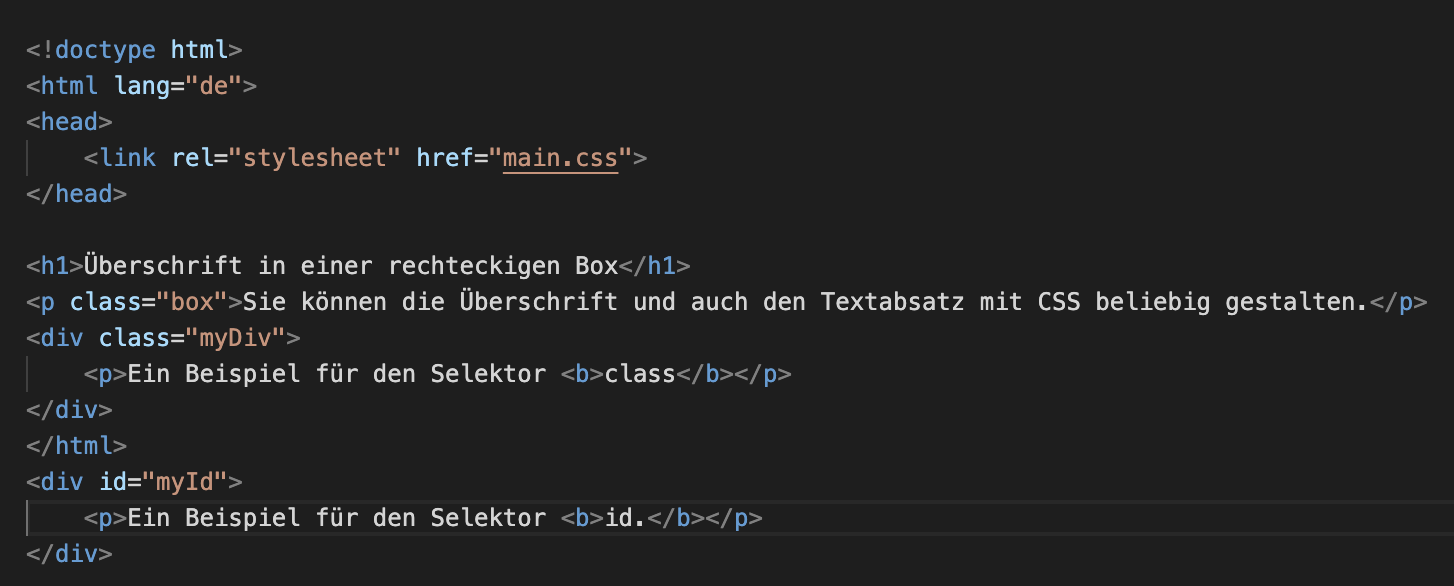 <!doctype html>
<html lang="de">
<head>
    <link rel="stylesheet" href="main.css">
</head>

<h1>Überschrift in einer rechteckigen Box</h1>
<p class="box">Sie können die Überschrift und auch den Textabsatz mit CSS beliebig gestalten.</p>
<div class="myDiv">
    <p>Ein Beispiel für den Selektor <b>class</b></p>
</div>
</html>
<div id="myId">
    <p>Ein Beispiel für den Selektor <b>id.</b></p>
</div>